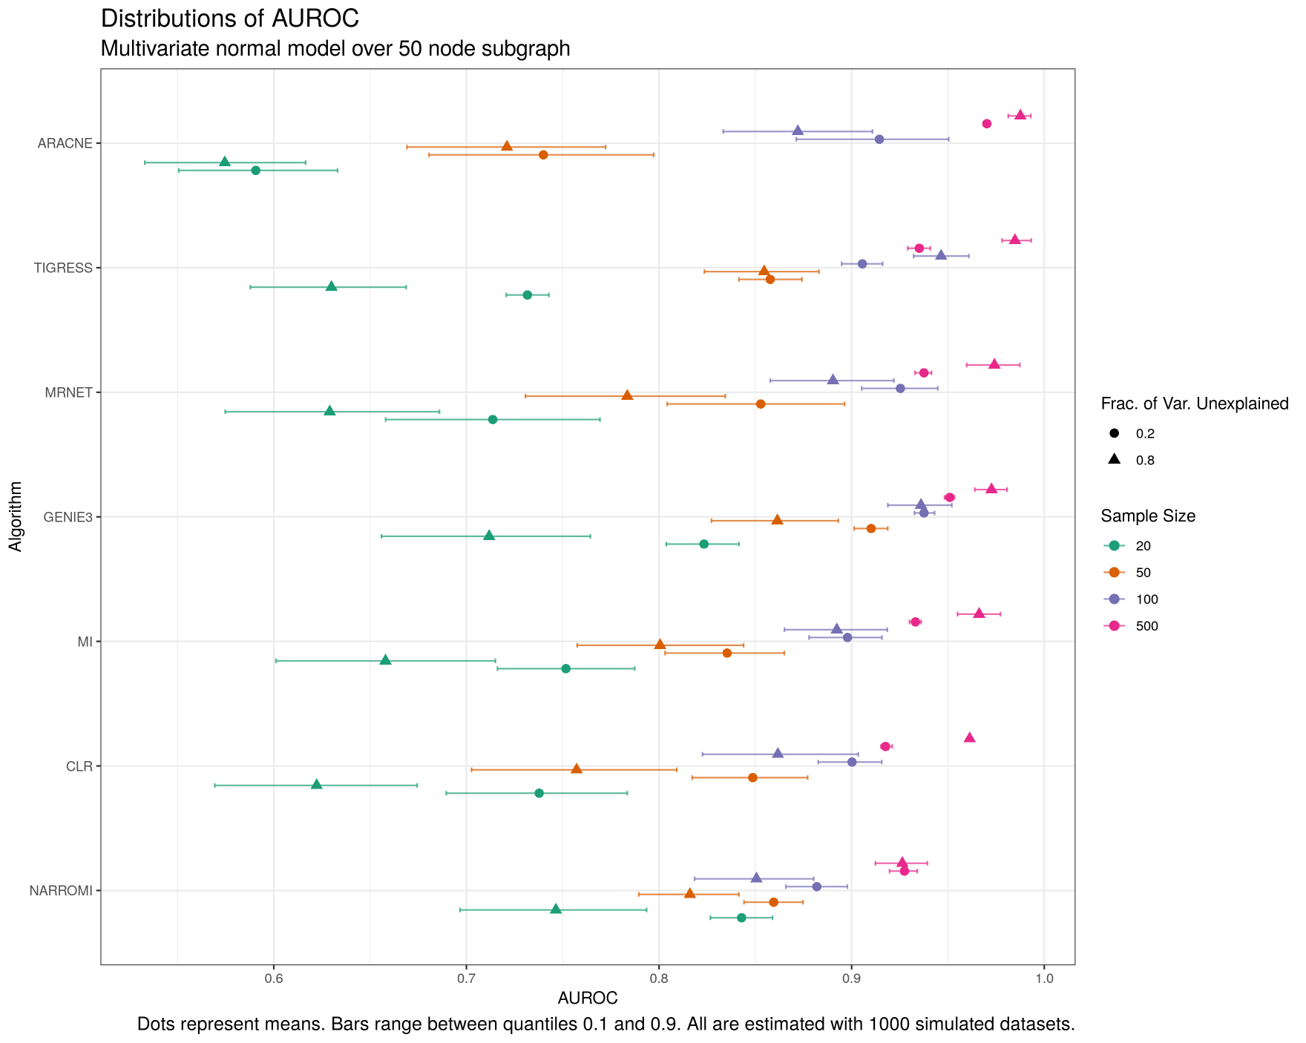 Distributions of AUROC
Multivariate normal model over 50 node subgraph
ARACNE
TIGRESS
MRNET
GENIE3
MI
CLR
NARROMI
Algorithm
0.6 0.7 0.8 0.9 1.0
AUROC
Dots represent means. Bars range between quantiles 0.1 and 0.9. All are estimated with 1000 simulated datasets.
Frac. of Var. Unexplained
0.2
0.8
Sample Size
20
50
100
500